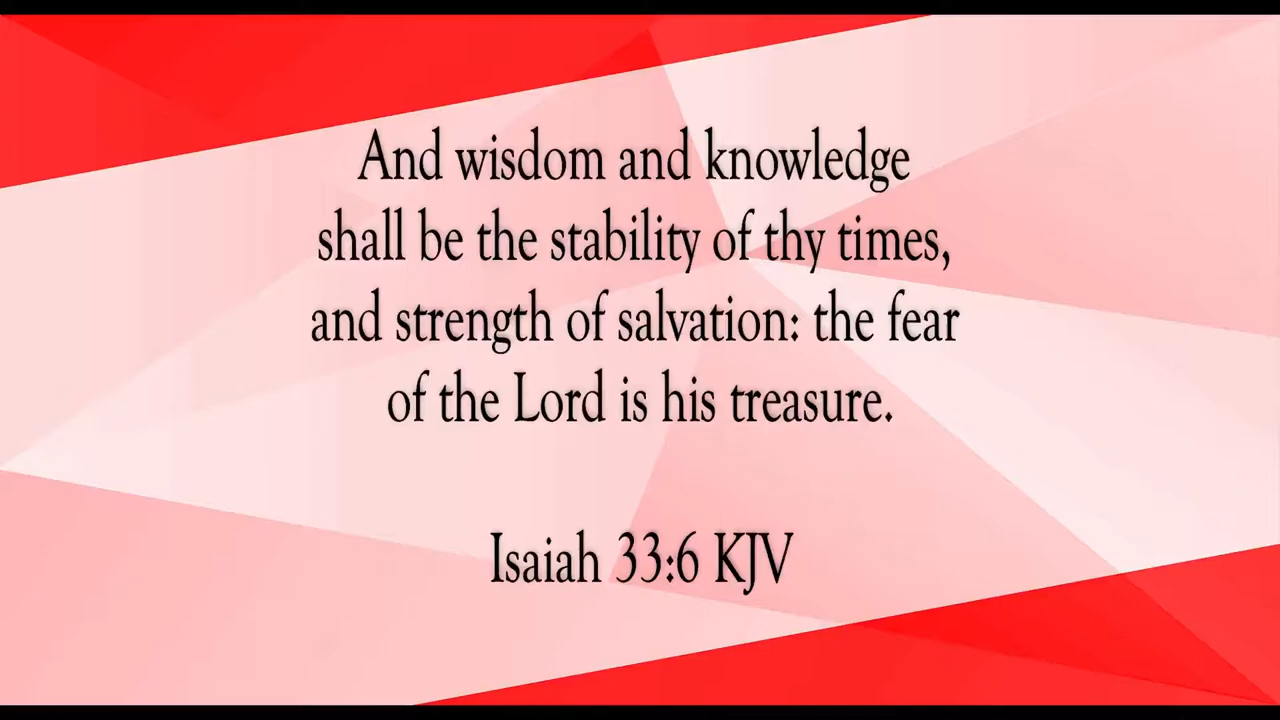 And wisdom and knowledge
shall be the stability of thy times,
and strength of salvation: the fear
of the Lord is his treasure.
Isaiah 33:6 KJV